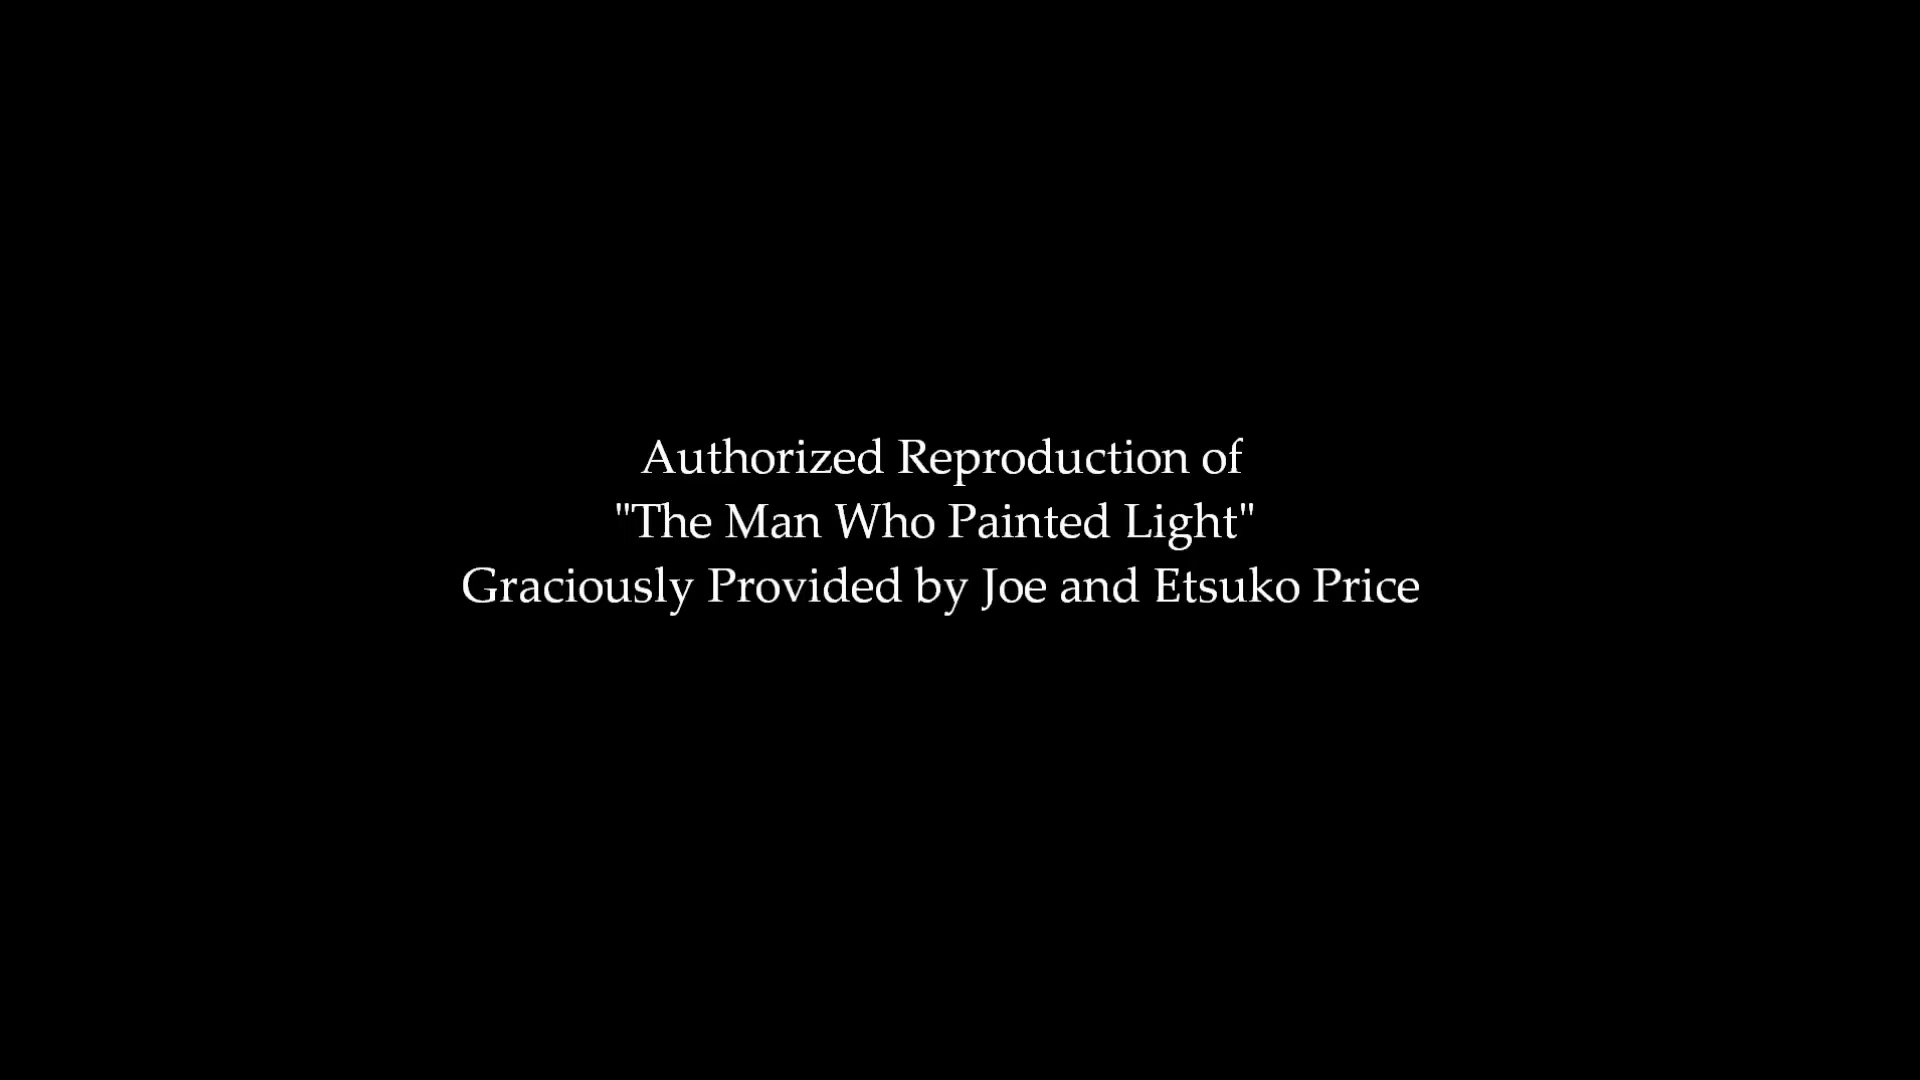 Authorized Reproduction of
"The Man Who Painted Light"
Graciously Provided by Joe and Etsuko Price